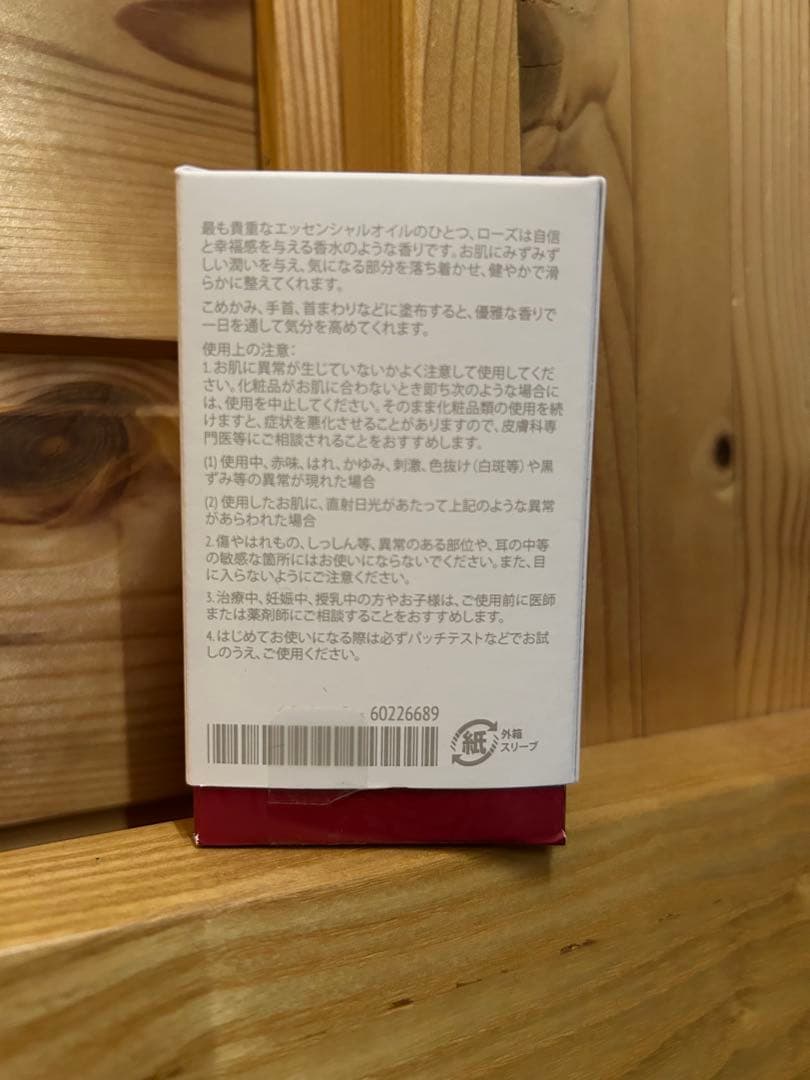 最も貴重なエッセンシャルオイルのひとつ、ローズは自信
と幸福感を与える香水のような香りです。お肌にみずみず
しい潤いを与え、気になる部分を落ち着かせ、健やかで滑
らかに整えてくれます。
こめかみ、手首、首まわりなどに塗布すると、優雅な香りで
一日を通して気分を高めてくれます。
使用上の注意：
1. お肌に異常が生じていないかよく注意して使用してくだ
さい。化粧品がお肌に合わないとき即ち次のような場合に
は、使用を中止してください。そのまま化粧品類の使用を続
けますと、症状を悪化させることがありますので、皮膚科専
門医等にご相談されることをおすすめします。
(1) 使用中、赤味、はれ、かゆみ、刺激、色抜け（白斑等）や黒
ずみ等の異常が現れた場合
(2) 使用したお肌に、直射日光があたって上記のような異常
があらわれた場合
2. 傷やはれもの、しっしん等、異常のある部位や、耳の中等
の敏感な箇所にはお使いにならないでください。また、目
に入らないようにご注意ください。
3. 治療中、妊娠中、授乳中の方やお子様は、ご使用前に医師
または薬剤師にご相談することをおすすめします。
4. はじめてお使いになる際は必ずパッチテストなどでお試
しのうえ、ご使用ください。
60226689
紙 外箱
スリーブ